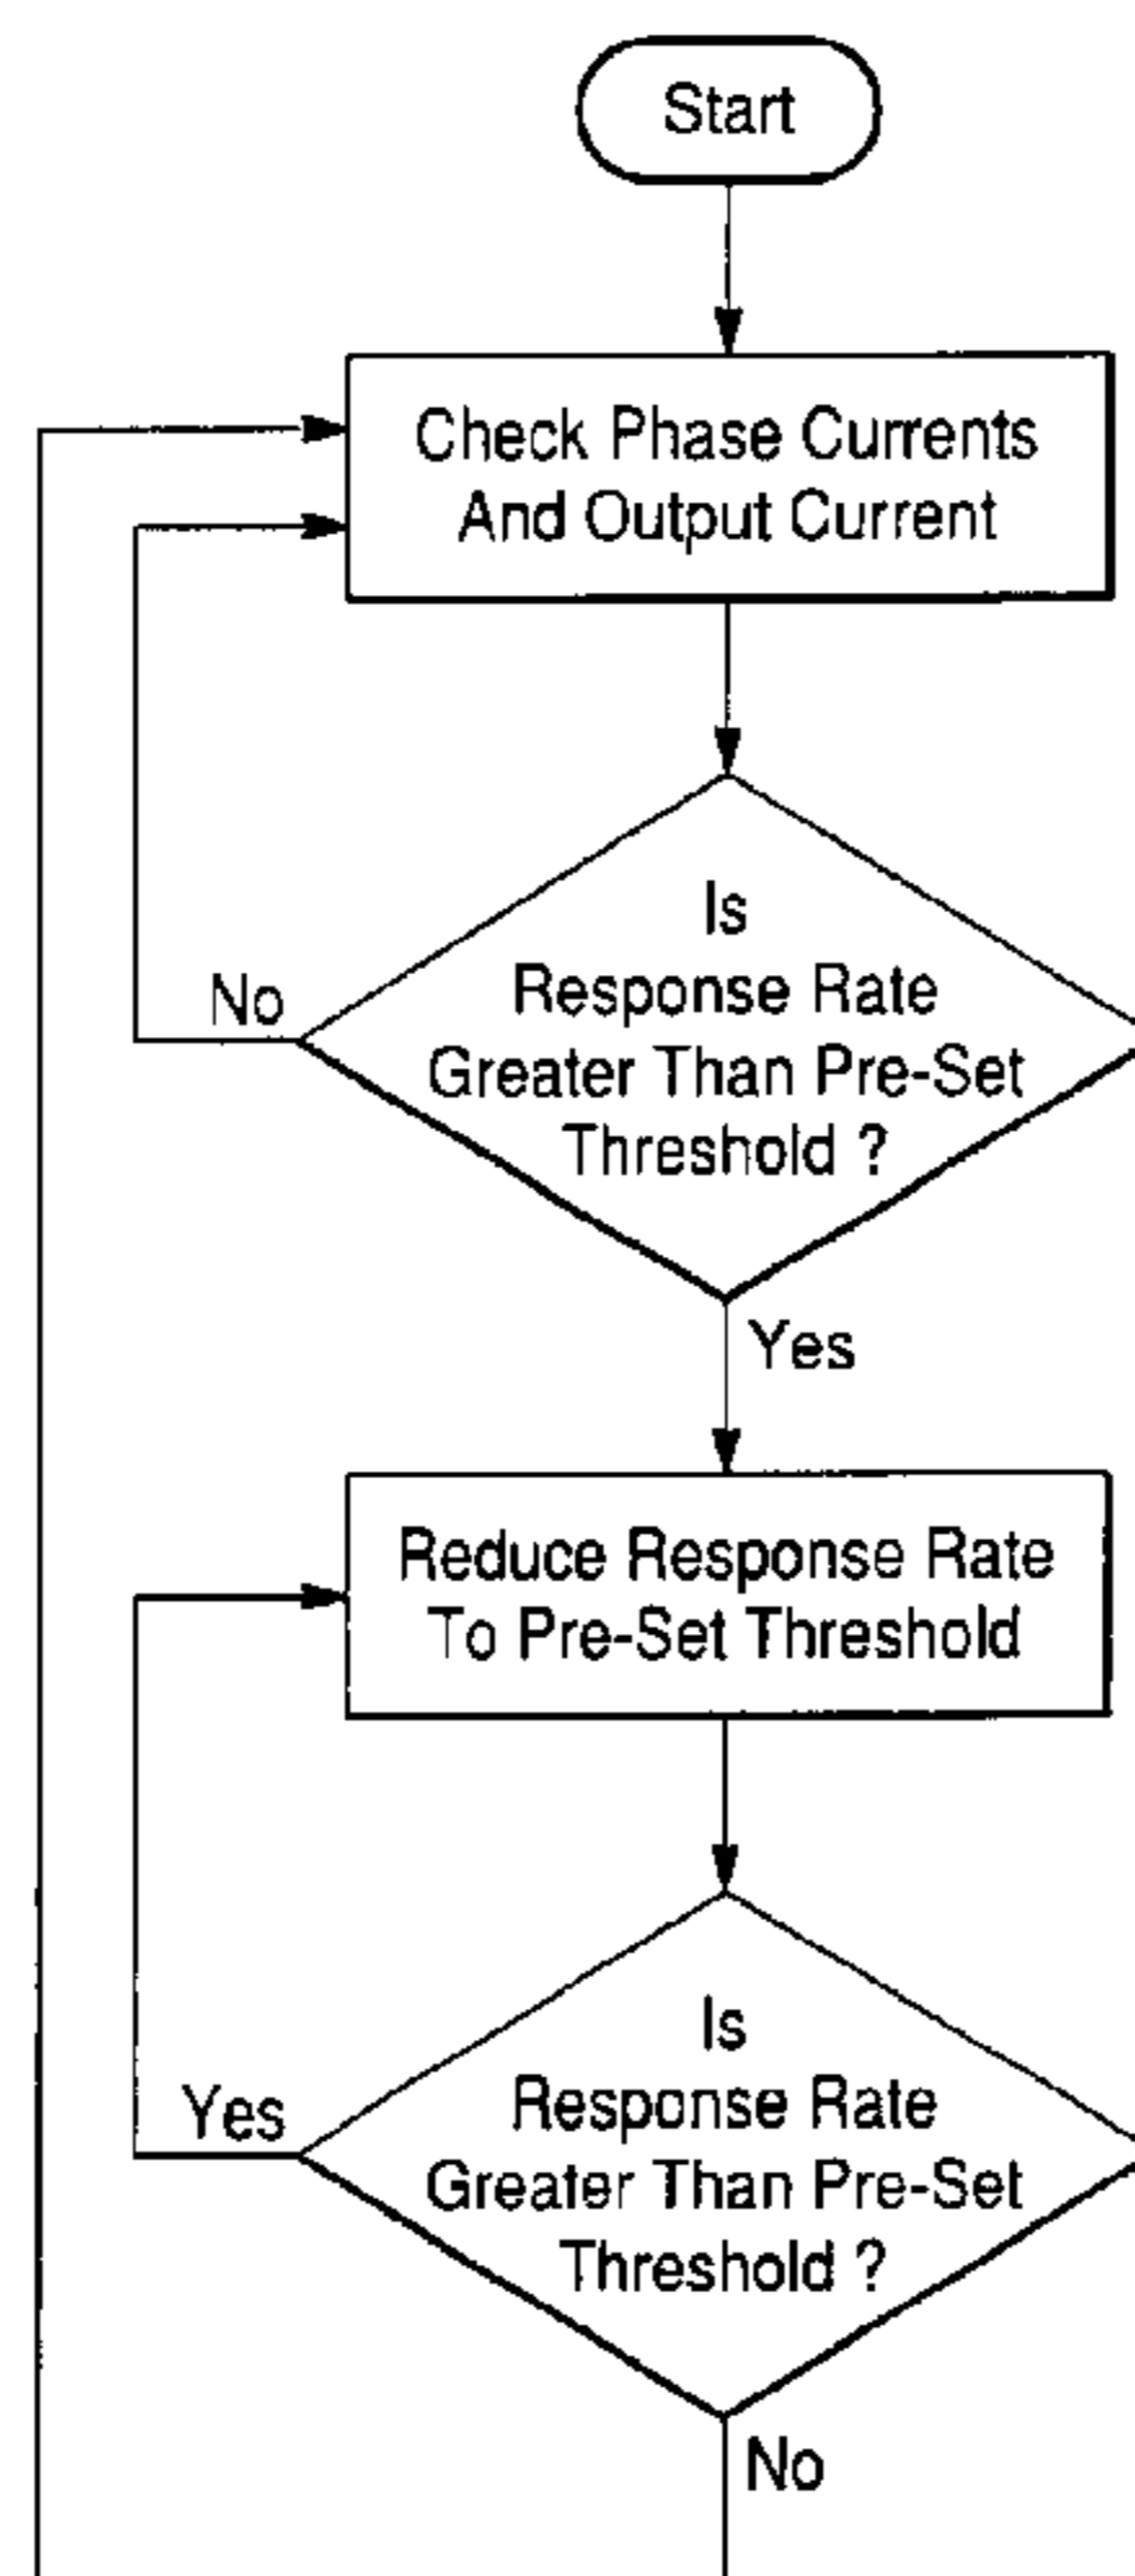 Start
Check Phase Currents
And Output Current
Is
Response Rate
Greater Than Pre-Set
Threshold ?
No
Yes
Reduce Response Rate
To Pre-Set Threshold
Is
Response Rate
Greater Than Pre-Set
Threshold ?
Yes
No